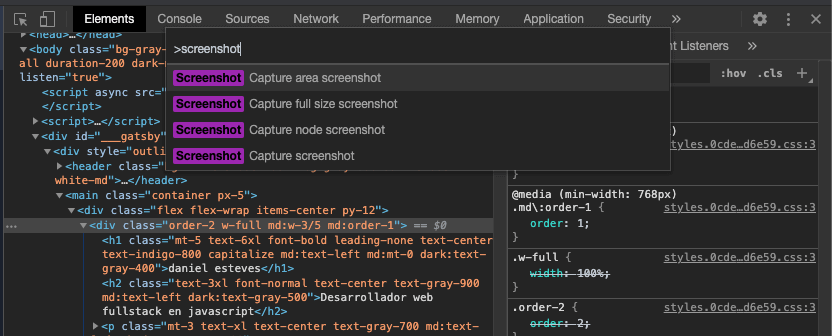 Elements Console Sources Network Performance Memory Application Security »
<head>…</head>
>screenshot
<body class="bg-gray-
all duration-200 dark-
listen="true">
t Listeners »
Screenshot Capture area screenshot
:hov .cls +
<script async src="
Screenshot Capture full size screenshot
</script>
<script>…</script>
Screenshot Capture node screenshot
<div id="___gatsby"
styles.0cde…d6e59.css:3
<div style="outli
Screenshot Capture screenshot
<header class="
white-md">…</header>
}
<main class="container px-5">
@media (min-width: 768px)
<div class="flex flex-wrap items-center py-12">
.md\:order-1 { styles.0cde…d6e59.css:3
… <div class="order-2 w-full md:w-3/5 md:order-1"> == $0
order: 1;
<h1 class="mt-5 text-6xl font-bold leading-none text-center
}
text-indigo-800 capitalize md:text-left md:mt-0 dark:text-
.w-full { styles.0cde…d6e59.css:3
gray-400">daniel esteves</h1>
width: 100%;
<h2 class="text-3xl font-normal text-center text-gray-900
}
md:text-left dark:text-gray-500">Desarrollador web
.order-2 { styles.0cde…d6e59.css:3
fullstack en javascript</h2>
order: 2;
<p class="mt-3 text-xl text-center text-gray-700 md:text-